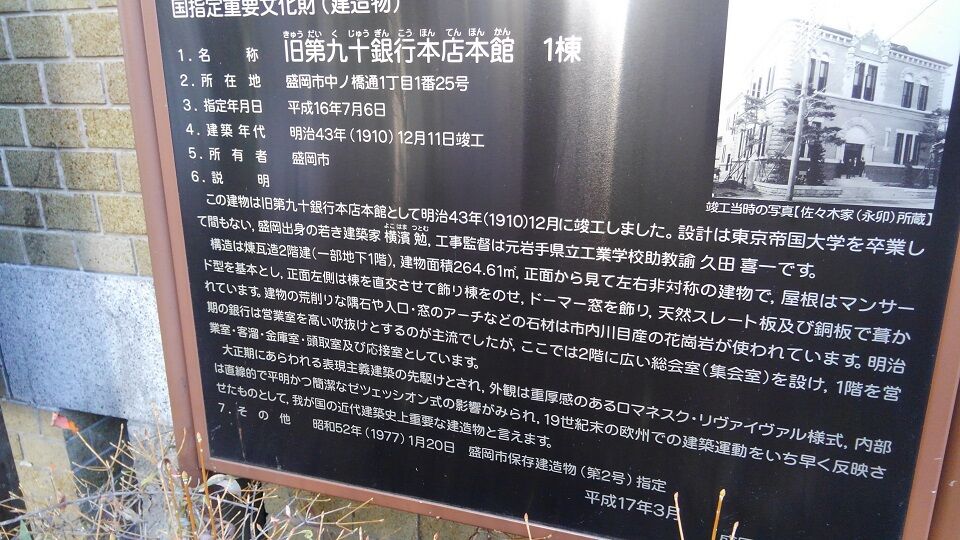 国指定重要文化財（建造物）
きゅう だい く じゅう ぎん こう ほん てん ほん かん
1.名 称 旧第九十銀行本店本館 1棟
2.所 在 地 盛岡市中ノ橋通1丁目1番25号
3.指定年月日 平成16年7月6日
4.建築年代 明治43年（1910）12月11日竣工
5.所 有 者 盛岡市
6.説 明
竣工当時の写真【佐々木家（永卯）所蔵】
この建物は旧第九十銀行本店本館として明治43年（1910）12月に竣工しました。設計は東京帝国大学を卒業し
よこはま つとむ
て間もない，盛岡出身の若き建築家 横濱 勉，工事監督は元岩手県立工業学校助教諭 久田 喜一です。
構造は煉瓦造2階建（一部地下1階），建物面積264.61㎡，正面から見て左右非対称の建物で，屋根はマンサー
ド型を基本とし，正面左側は棟を直交させて飾り棟をのせ，ドーマー窓を飾り，天然スレート板及び銅板で葺か
れています。建物の荒削りな隅石や入口・窓のアーチなどの石材は市内川目産の花崗岩が使われています。明治
期の銀行は営業室を高い吹抜けとするのが主流でしたが，ここでは2階に広い総会室（集会室）を設け，1階を営
業室・客溜・金庫室・頭取室及び応接室としています。
大正期にあらわれる表現主義建築の先駆けとされ，外観は重厚感のあるロマネスク・リヴァイヴァル様式，内部
は直線的で平明かつ簡潔なゼツェッシオン式の影響がみられ，19世紀末の欧州での建築運動をいち早く反映さ
せたものとして，我が国の近代建築史上重要な建造物と言えます。
7.そ の 他 昭和52年（1977）1月20日 盛岡市保存建造物（第2号）指定
平成17年3月